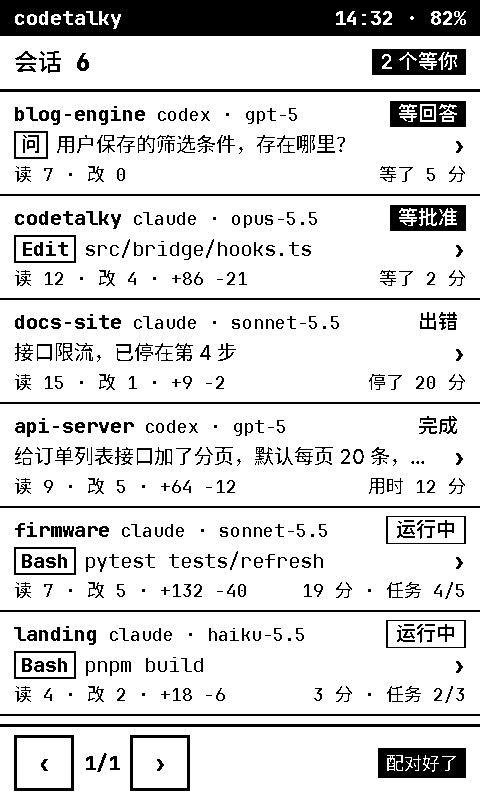 codetalky 14:32 · 82%
会话 6 2 个等你
blog-engine codex · gpt-5 等回答
问 用户保存的筛选条件，存在哪里？ ›
读 7 · 改 0 等了 5 分
codetalky claude · opus-5.5 等批准
Edit src/bridge/hooks.ts ›
读 12 · 改 4 · +86 -21 等了 2 分
docs-site claude · sonnet-5.5 出错
接口限流，已停在第 4 步 ›
读 15 · 改 1 · +9 -2 停了 20 分
api-server codex · gpt-5 完成
给订单列表接口加了分页，默认每页 20 条，… ›
读 9 · 改 5 · +64 -12 用时 12 分
firmware claude · sonnet-5.5 运行中
Bash pytest tests/refresh ›
读 7 · 改 5 · +132 -40 19 分 · 任务 4/5
landing claude · haiku-5.5 运行中
Bash pnpm build ›
读 4 · 改 2 · +18 -6 3 分 · 任务 2/3
‹ 1/1 › 配对好了